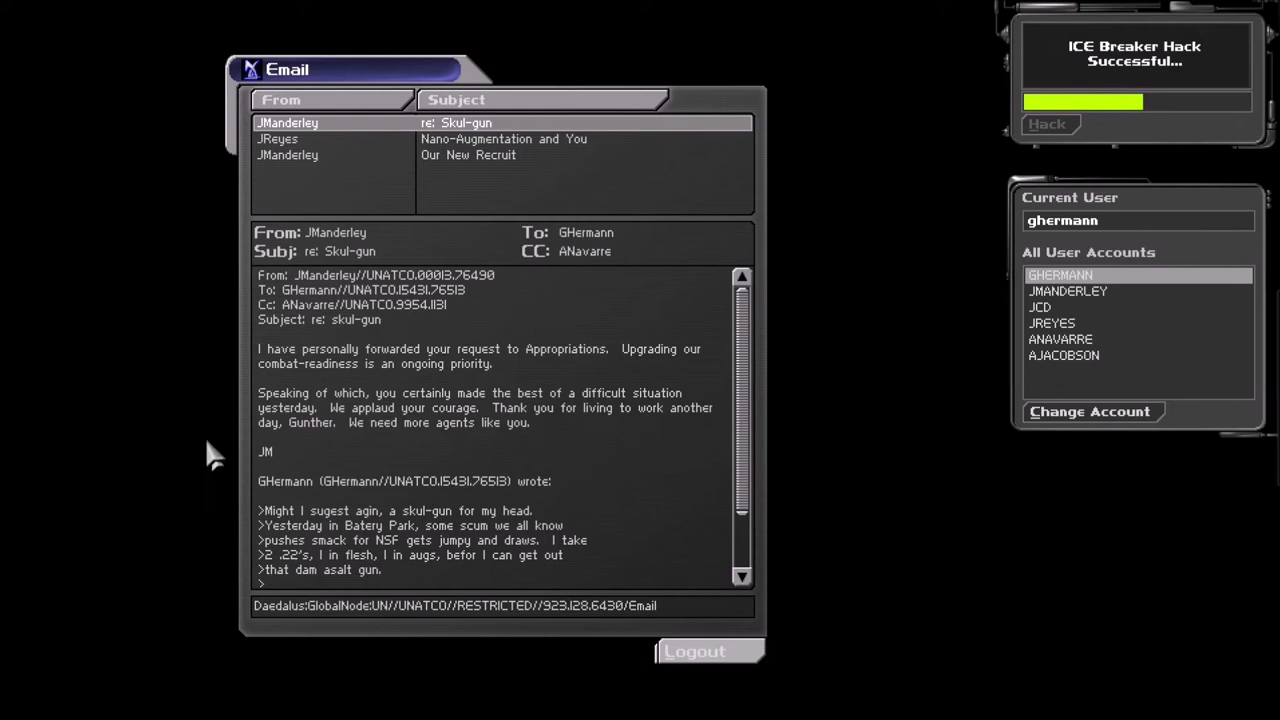 Email
From Subject
JManderley re: Skul-gun
JReyes Nano-Augmentation and You
JManderley Our New Recruit
From: JManderley To: GHermann
Subj: re: Skul-gun CC: ANavarre
From: JManderley//UNATCO.00013.76490
To: GHermann//UNATCO.15431.76513
Cc: ANavarre//UNATCO.9954.1131
Subject: re: skul-gun
I have personally forwarded your request to Appropriations. Upgrading our
combat-readiness is an ongoing priority.
Speaking of which, you certainly made the best of a difficult situation
yesterday. We applaud your courage. Thank you for living to work another
day, Gunther. We need more agents like you.
JM
GHermann (GHermann//UNATCO.15431.76513) wrote:
>Might I sugest agin, a skul-gun for my head.
>Yesterday in Batery Park, some scum we all know
>pushes smack for NSF gets jumpy and draws. I take
>2 .22's, 1 in flesh, 1 in augs, befor I can get out
>that dam asalt gun.
>
Daedalus:GlobalNode:UN//UNATCO//RESTRICTED//923.128.6430/Email
Logout
ICE Breaker Hack
Successful...
Hack
Current User
ghermann
All User Accounts
GHERMANN
JMANDERLEY
JCD
JREYES
ANAVARRE
AJACOBSON
Change Account